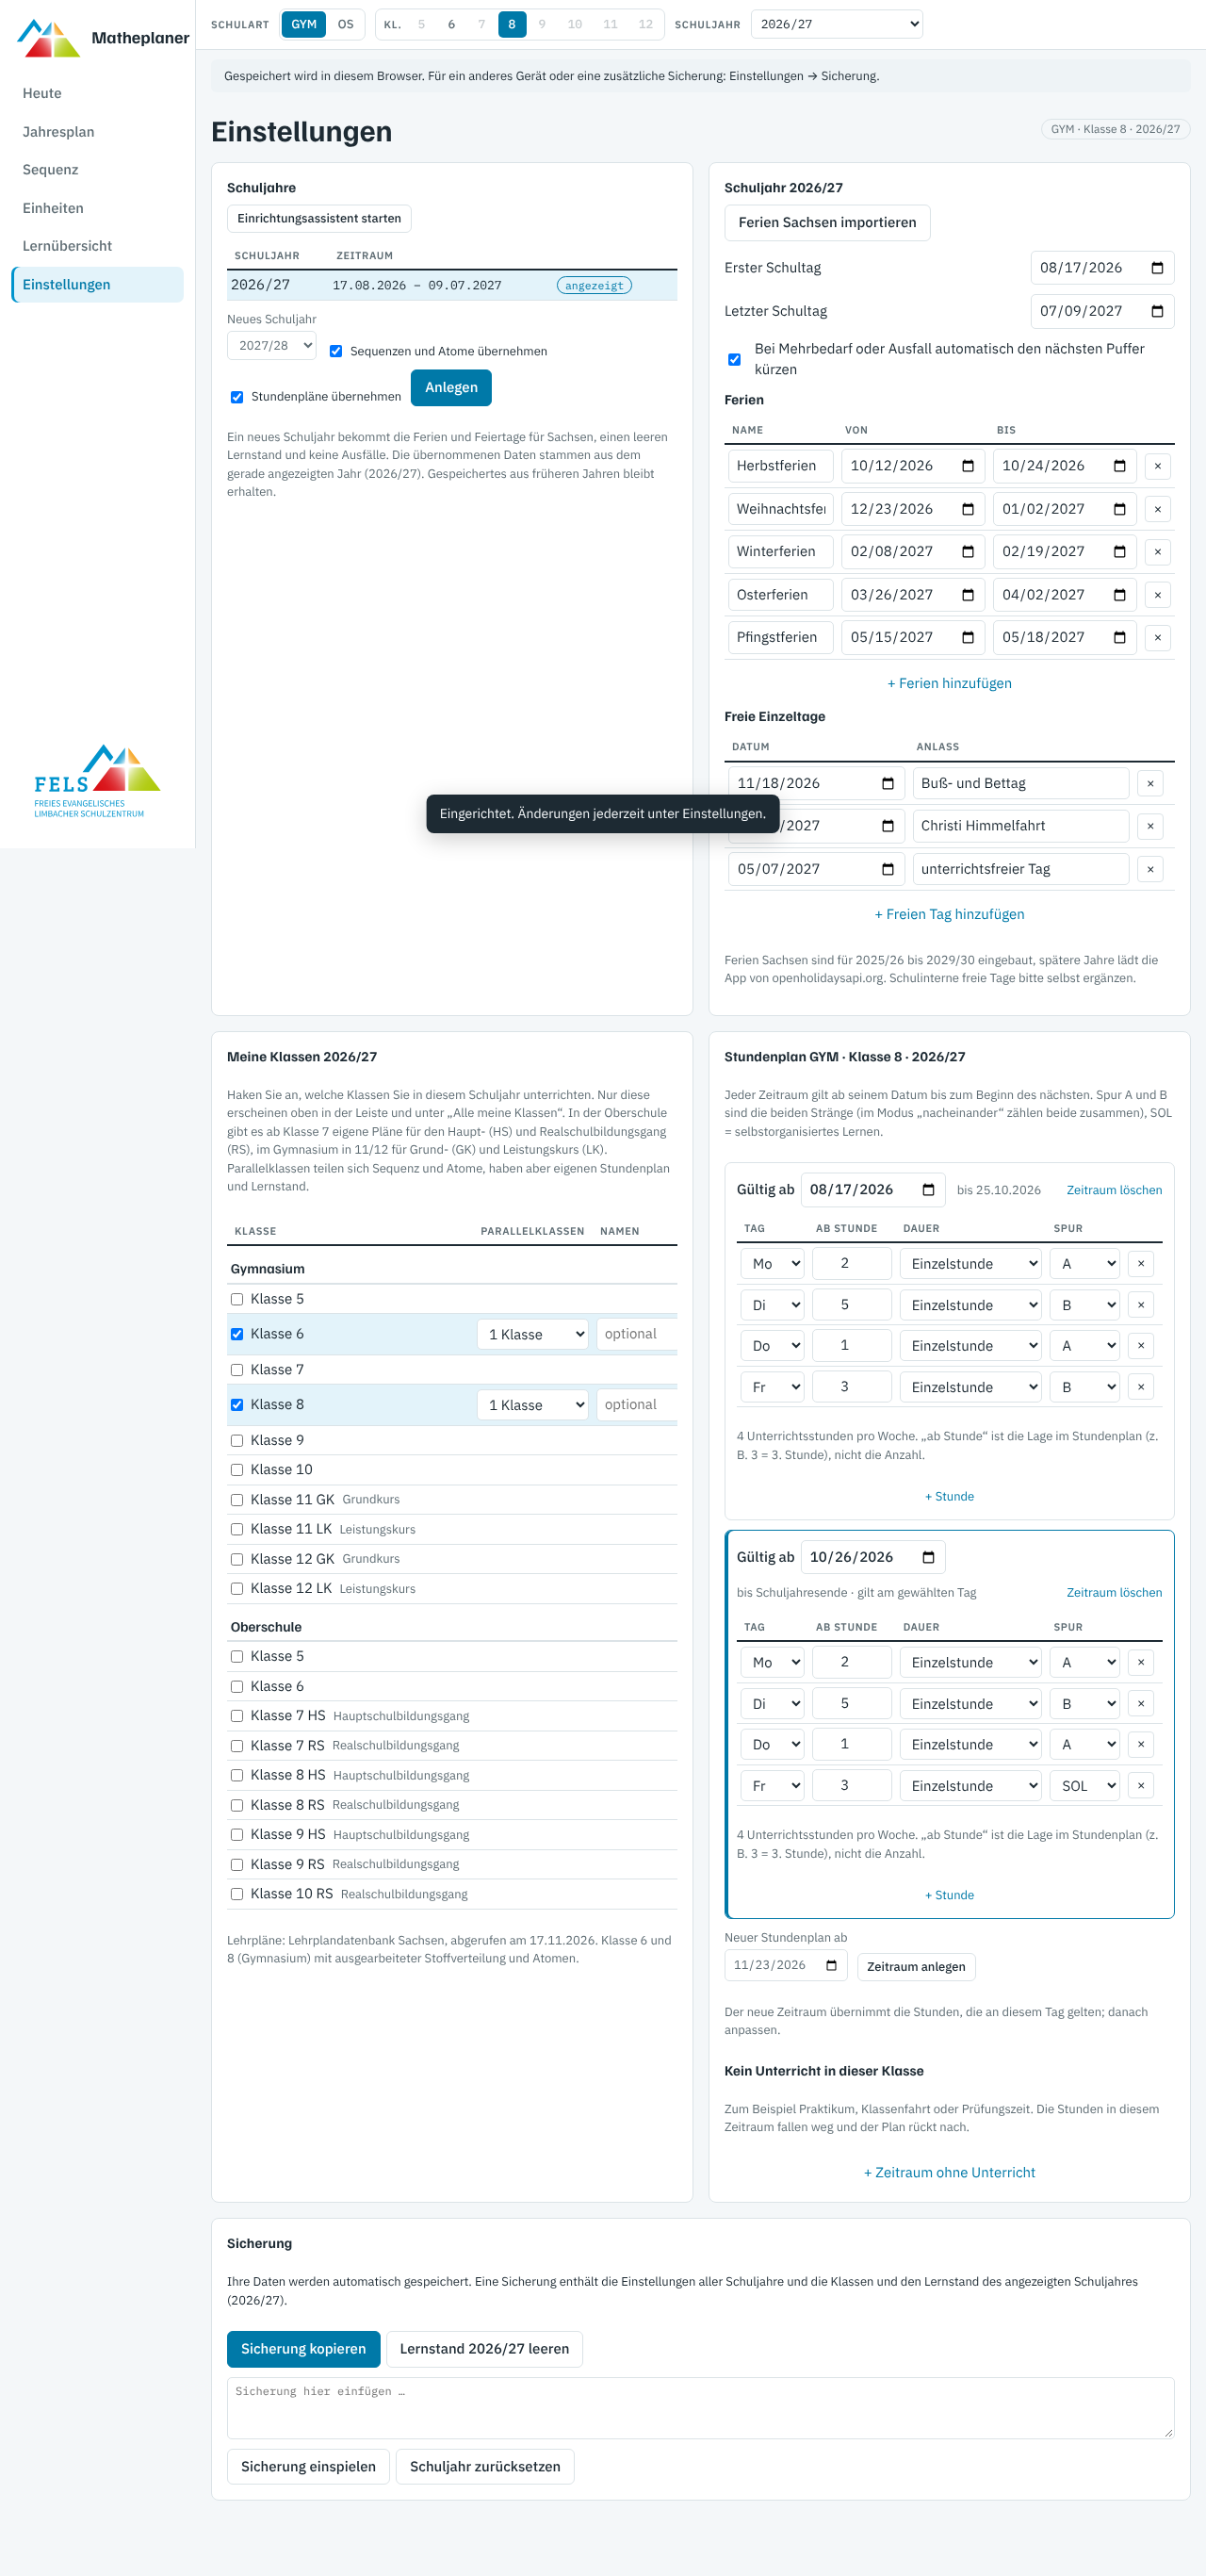 Matheplaner
Heute
Jahresplan
Sequenz
Einheiten
Lernübersicht
Einstellungen
FELS
FREIES EVANGELISCHES
LIMBACHER SCHULZENTRUM
SCHULART GYM OS KL. 5 6 7 8 9 10 11 12 SCHULJAHR 2026/27
Gespeichert wird in diesem Browser. Für ein anderes Gerät oder eine zusätzliche Sicherung: Einstellungen → Sicherung.
Einstellungen
GYM · Klasse 8 · 2026/27
Schuljahre
Einrichtungsassistent starten
SCHULJAHR ZEITRAUM
2026/27 17.08.2026 – 09.07.2027 angezeigt
Neues Schuljahr
2027/28 Sequenzen und Atome übernehmen
Stundenpläne übernehmen Anlegen
Ein neues Schuljahr bekommt die Ferien und Feiertage für Sachsen, einen leeren
Lernstand und keine Ausfälle. Die übernommenen Daten stammen aus dem
gerade angezeigten Jahr (2026/27). Gespeichertes aus früheren Jahren bleibt
erhalten.
Schuljahr 2026/27
Ferien Sachsen importieren
Erster Schultag 08/17/2026
Letzter Schultag 07/09/2027
Bei Mehrbedarf oder Ausfall automatisch den nächsten Puffer
kürzen
Ferien
NAME VON BIS
Herbstferien 10/12/2026 10/24/2026 ×
Weihnachtsfer 12/23/2026 01/02/2027 ×
Winterferien 02/08/2027 02/19/2027 ×
Osterferien 03/26/2027 04/02/2027 ×
Pfingstferien 05/15/2027 05/18/2027 ×
+ Ferien hinzufügen
Freie Einzeltage
DATUM ANLASS
11/18/2026 Buß- und Bettag ×
Eingerichtet. Änderungen jederzeit unter Einstellungen.
/2027 Christi Himmelfahrt ×
05/07/2027 unterrichtsfreier Tag ×
+ Freien Tag hinzufügen
Ferien Sachsen sind für 2025/26 bis 2029/30 eingebaut, spätere Jahre lädt die
App von openholidaysapi.org. Schulinterne freie Tage bitte selbst ergänzen.
Meine Klassen 2026/27
Haken Sie an, welche Klassen Sie in diesem Schuljahr unterrichten. Nur diese
erscheinen oben in der Leiste und unter „Alle meine Klassen“. In der Oberschule
gibt es ab Klasse 7 eigene Pläne für den Haupt- (HS) und Realschulbildungsgang
(RS), im Gymnasium in 11/12 für Grund- (GK) und Leistungskurs (LK).
Parallelklassen teilen sich Sequenz und Atome, haben aber eigenen Stundenplan
und Lernstand.
KLASSE PARALLELKLASSEN NAMEN
Gymnasium
Klasse 5
Klasse 6 1 Klasse optional
Klasse 7
Klasse 8 1 Klasse optional
Klasse 9
Klasse 10
Klasse 11 GK Grundkurs
Klasse 11 LK Leistungskurs
Klasse 12 GK Grundkurs
Klasse 12 LK Leistungskurs
Oberschule
Klasse 5
Klasse 6
Klasse 7 HS Hauptschulbildungsgang
Klasse 7 RS Realschulbildungsgang
Klasse 8 HS Hauptschulbildungsgang
Klasse 8 RS Realschulbildungsgang
Klasse 9 HS Hauptschulbildungsgang
Klasse 9 RS Realschulbildungsgang
Klasse 10 RS Realschulbildungsgang
Lehrpläne: Lehrplandatenbank Sachsen, abgerufen am 17.11.2026. Klasse 6 und
8 (Gymnasium) mit ausgearbeiteter Stoffverteilung und Atomen.
Stundenplan GYM · Klasse 8 · 2026/27
Jeder Zeitraum gilt ab seinem Datum bis zum Beginn des nächsten. Spur A und B
sind die beiden Stränge (im Modus „nacheinander“ zählen beide zusammen), SOL
= selbstorganisiertes Lernen.
Gültig ab 08/17/2026 bis 25.10.2026 Zeitraum löschen
TAG AB STUNDE DAUER SPUR
Mo 2 Einzelstunde A ×
Di 5 Einzelstunde B ×
Do 1 Einzelstunde A ×
Fr 3 Einzelstunde B ×
4 Unterrichtsstunden pro Woche. „ab Stunde“ ist die Lage im Stundenplan (z.
B. 3 = 3. Stunde), nicht die Anzahl.
+ Stunde
Gültig ab 10/26/2026
bis Schuljahresende · gilt am gewählten Tag Zeitraum löschen
TAG AB STUNDE DAUER SPUR
Mo 2 Einzelstunde A ×
Di 5 Einzelstunde B ×
Do 1 Einzelstunde A ×
Fr 3 Einzelstunde SOL ×
4 Unterrichtsstunden pro Woche. „ab Stunde“ ist die Lage im Stundenplan (z.
B. 3 = 3. Stunde), nicht die Anzahl.
+ Stunde
Neuer Stundenplan ab
11/23/2026 Zeitraum anlegen
Der neue Zeitraum übernimmt die Stunden, die an diesem Tag gelten; danach
anpassen.
Kein Unterricht in dieser Klasse
Zum Beispiel Praktikum, Klassenfahrt oder Prüfungszeit. Die Stunden in diesem
Zeitraum fallen weg und der Plan rückt nach.
+ Zeitraum ohne Unterricht
Sicherung
Ihre Daten werden automatisch gespeichert. Eine Sicherung enthält die Einstellungen aller Schuljahre und die Klassen und den Lernstand des angezeigten Schuljahres
(2026/27).
Sicherung kopieren Lernstand 2026/27 leeren
Sicherung hier einfügen …
Sicherung einspielen Schuljahr zurücksetzen